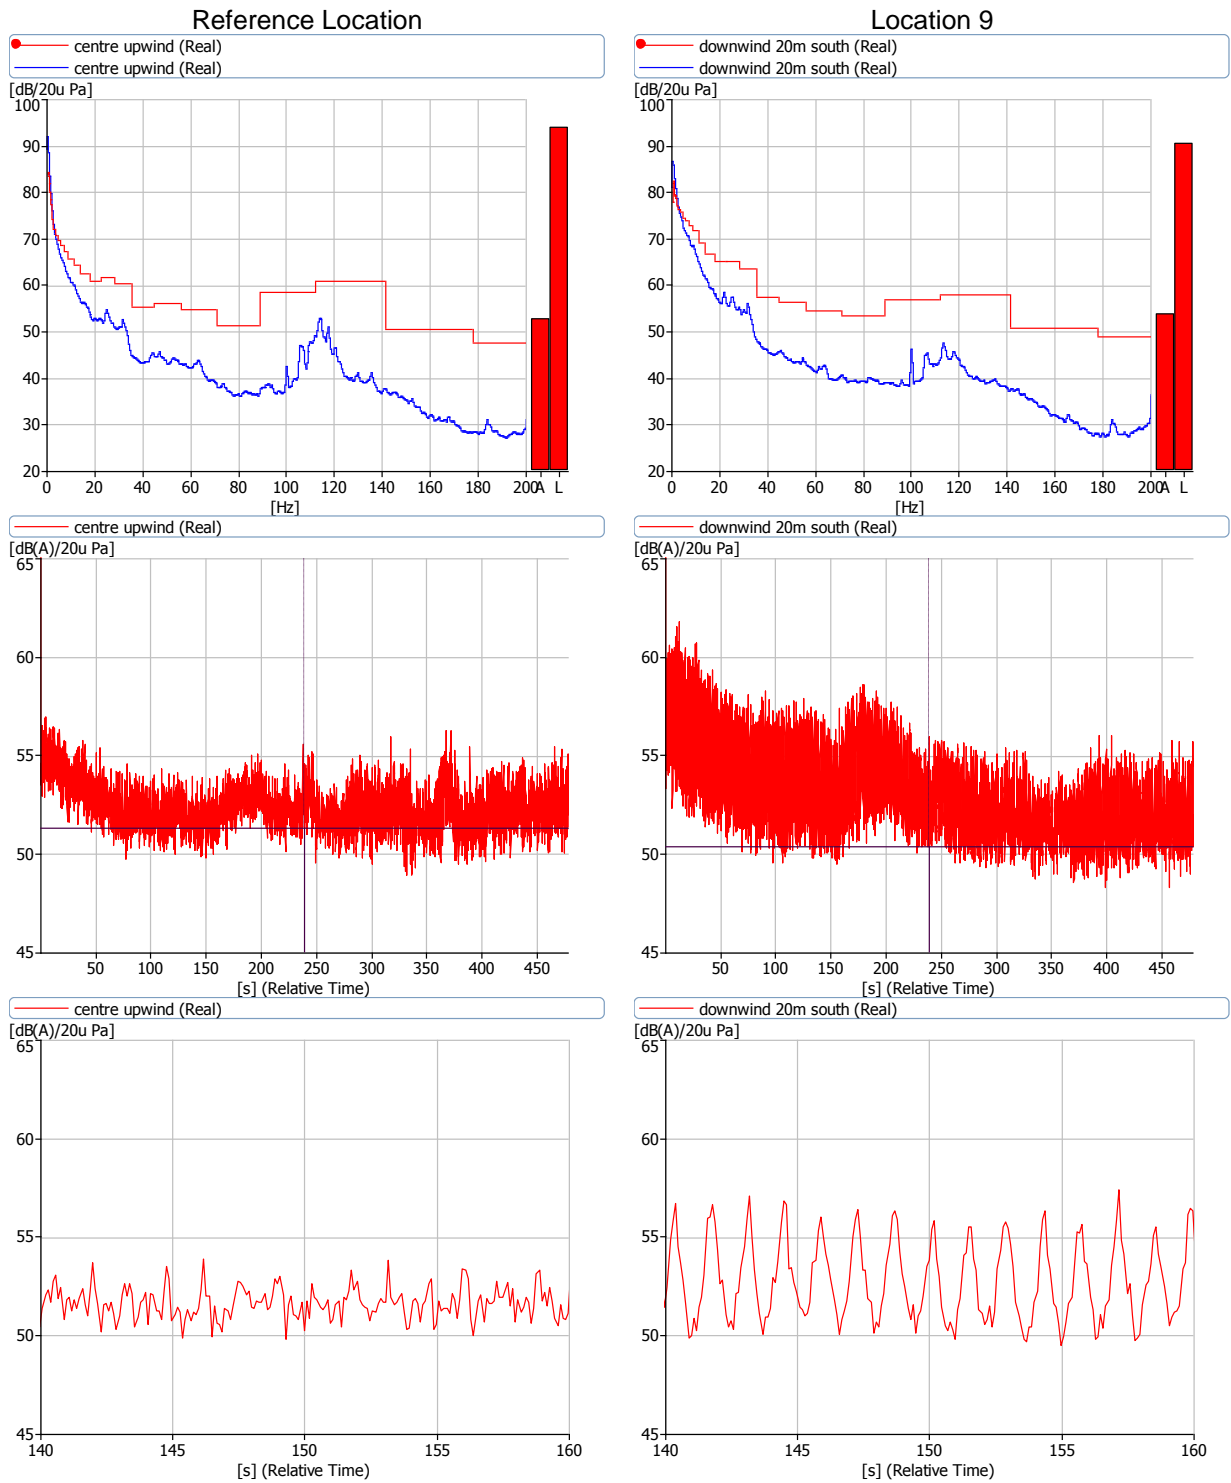 Reference Location
Location 9
centre upwind (Real)
centre upwind (Real)
[dB/20u Pa]
100
90
80
70
60
50
40
30
20
0 20 40 60 80 100 120 140 160 180 200 A L
[Hz]
downwind 20m south (Real)
downwind 20m south (Real)
[dB/20u Pa]
100
90
80
70
60
50
40
30
20
0 20 40 60 80 100 120 140 160 180 200 A L
[Hz]
centre upwind (Real)
[dB(A)/20u Pa]
65
60
55
50
45
50 100 150 200 250 300 350 400 450
[s] (Relative Time)
downwind 20m south (Real)
[dB(A)/20u Pa]
65
60
55
50
45
50 100 150 200 250 300 350 400 450
[s] (Relative Time)
centre upwind (Real)
[dB(A)/20u Pa]
65
60
55
50
45
140 145 150 155 160
[s] (Relative Time)
downwind 20m south (Real)
[dB(A)/20u Pa]
65
60
55
50
45
140 145 150 155 160
[s] (Relative Time)